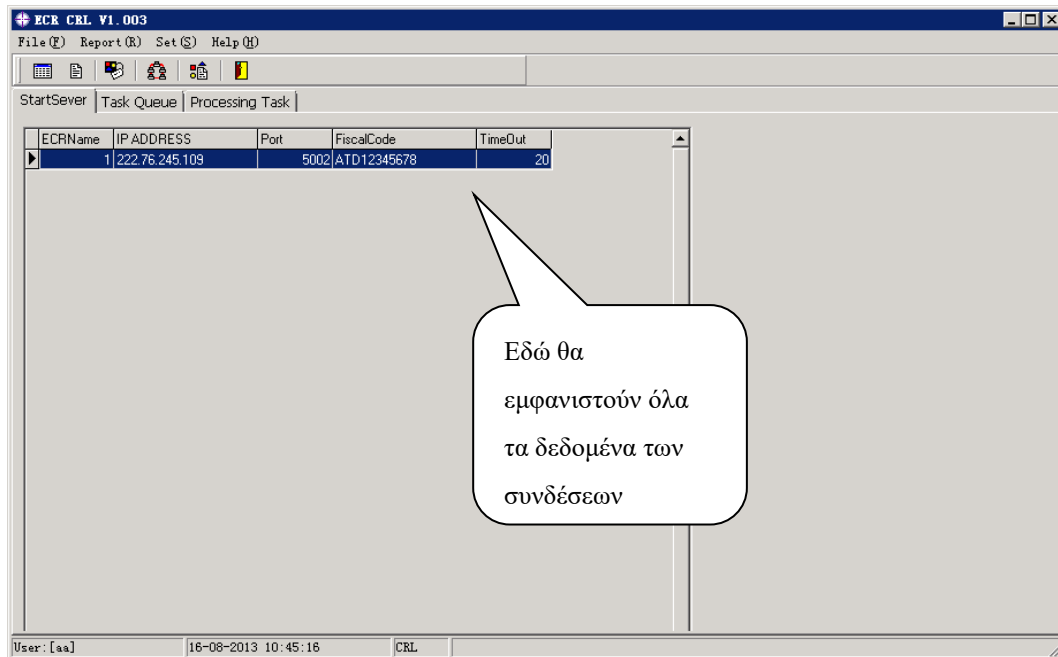 ECR CRL V1.003
File(F) Report(R) Set(S) Help(H)
StartSever Task Queue Processing Task
ECRName IP ADDRESS Port FiscalCode TimeOut
1 222.76.245.109 5002 ATD12345678 20
Εδώ θα
εμφανιστούν όλα
τα δεδομένα των
συνδέσεων
User:[aa] 16-08-2013 10:45:16 CRL